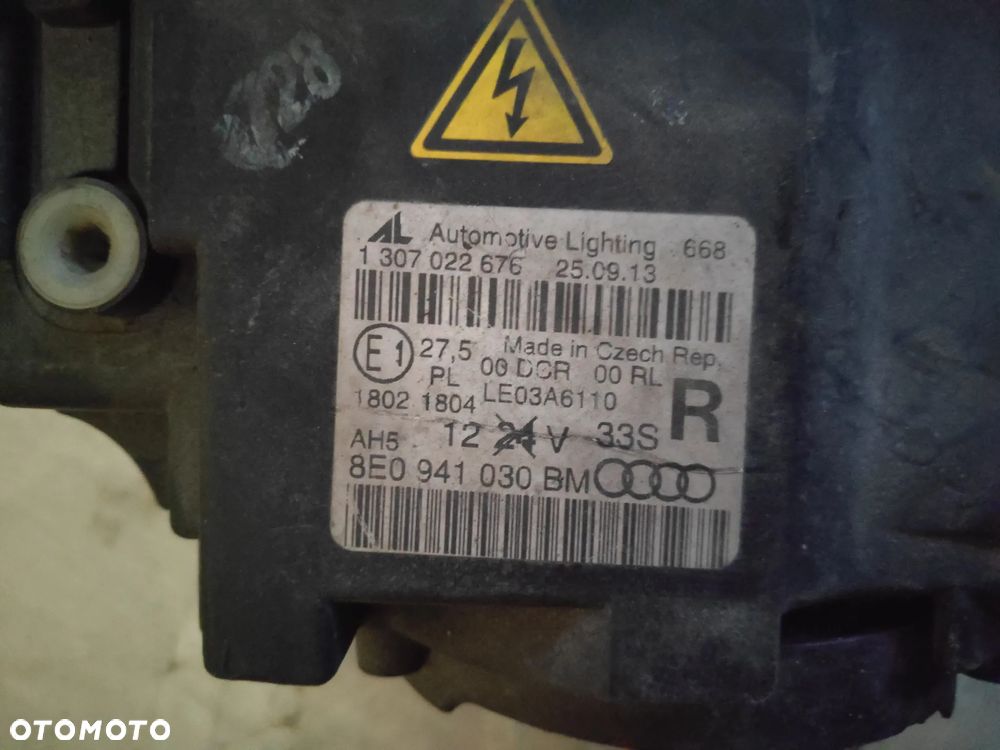 AL Automotive Lighting 668
1 307 022 676 25.09.13
E1 27,5 Made in Czech Rep.
PL 00 DCR 00 RL
1802 1804 LE03A6110 R
AH5 12 24 V 33S
8E0 941 030 BM
OTOMOTO